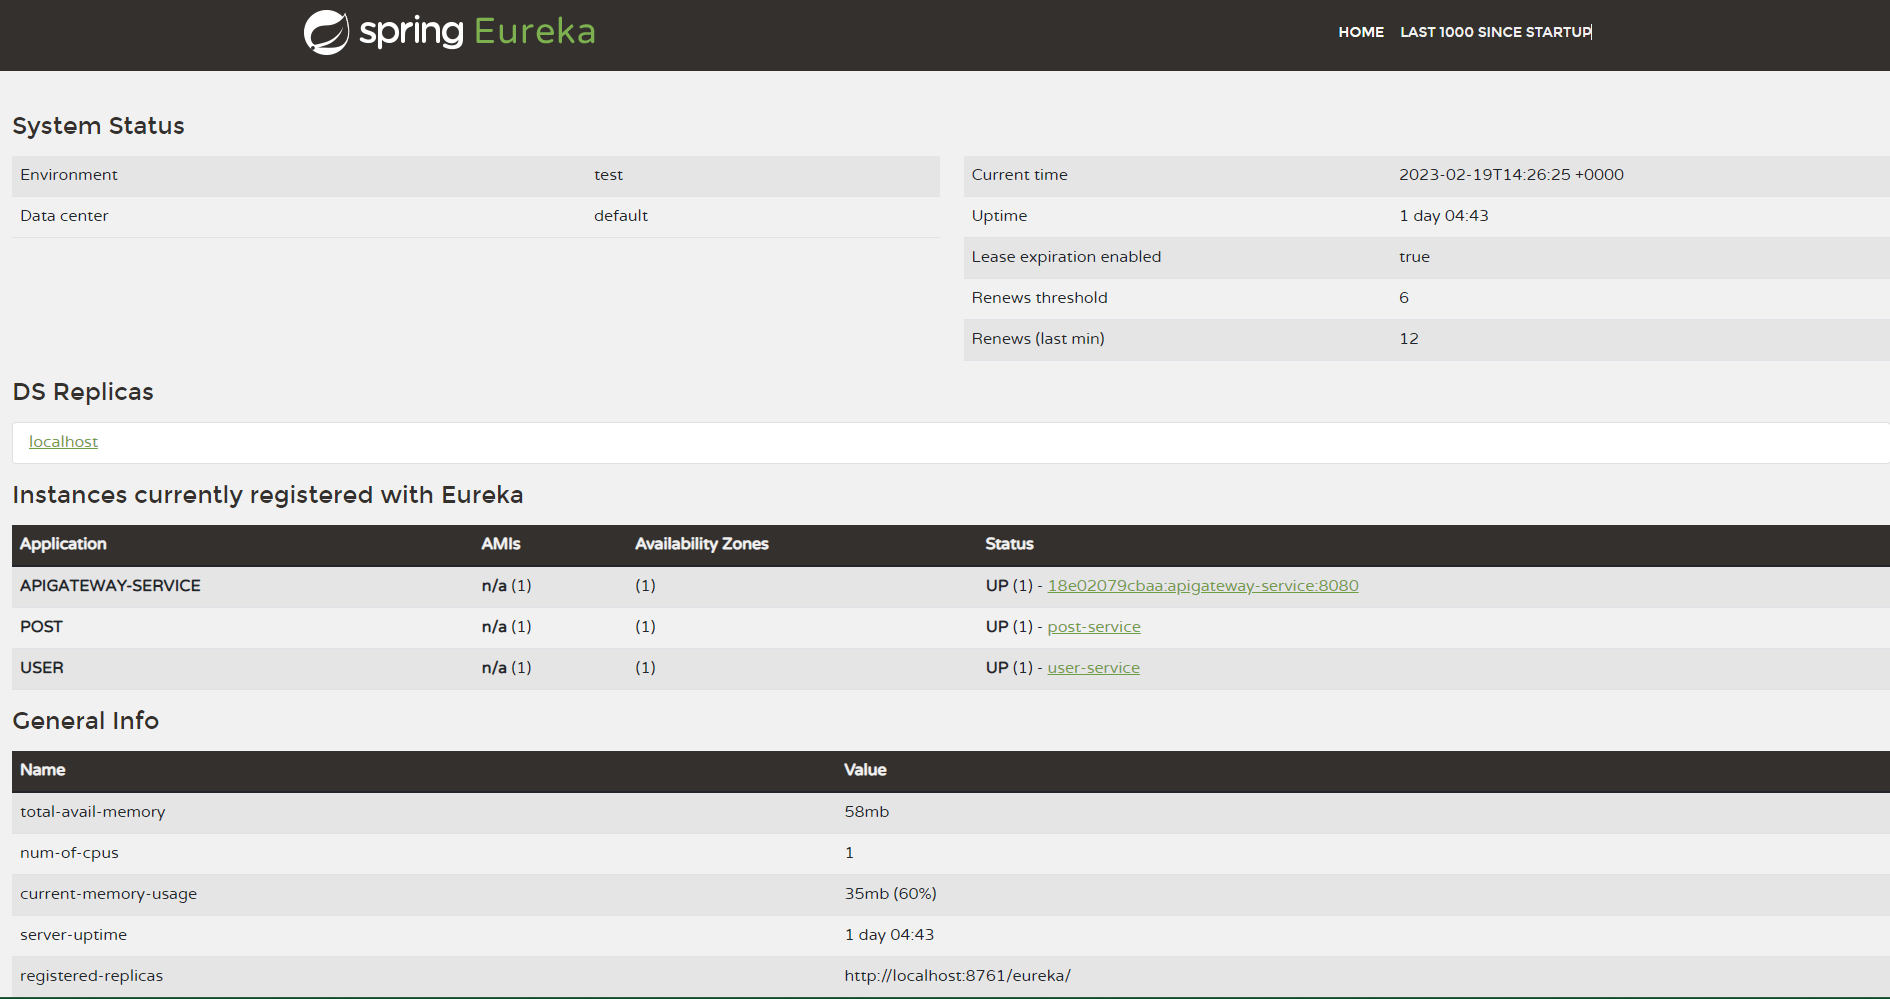 spring Eureka
HOME LAST 1000 SINCE STARTUP
System Status
Environment test
Data center default
Current time 2023-02-19T14:26:25 +0000
Uptime 1 day 04:43
Lease expiration enabled true
Renews threshold 6
Renews (last min) 12
DS Replicas
localhost
Instances currently registered with Eureka
Application AMIs Availability Zones Status
APIGATEWAY-SERVICE n/a (1) (1) UP (1) - 18e02079cbaa:apigateway-service:8080
POST n/a (1) (1) UP (1) - post-service
USER n/a (1) (1) UP (1) - user-service
General Info
Name Value
total-avail-memory 58mb
num-of-cpus 1
current-memory-usage 35mb (60%)
server-uptime 1 day 04:43
registered-replicas http://localhost:8761/eureka/